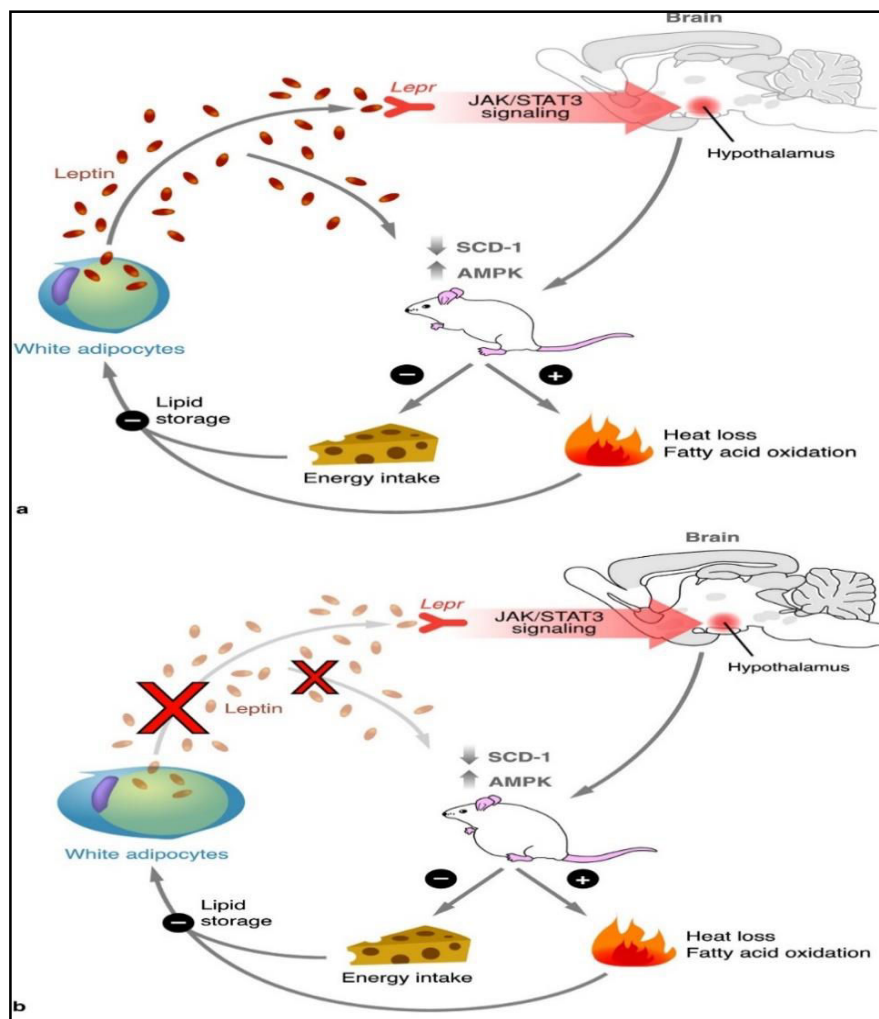 Brain
Lepr
JAK/STAT3
signaling
Hypothalamus
Leptin
SCD-1
AMPK
White adipocytes
Lipid
storage
Energy intake
Heat loss
Fatty acid oxidation
a
Brain
Lepr
JAK/STAT3
signaling
Hypothalamus
Leptin
SCD-1
AMPK
White adipocytes
Lipid
storage
Energy intake
Heat loss
Fatty acid oxidation
b